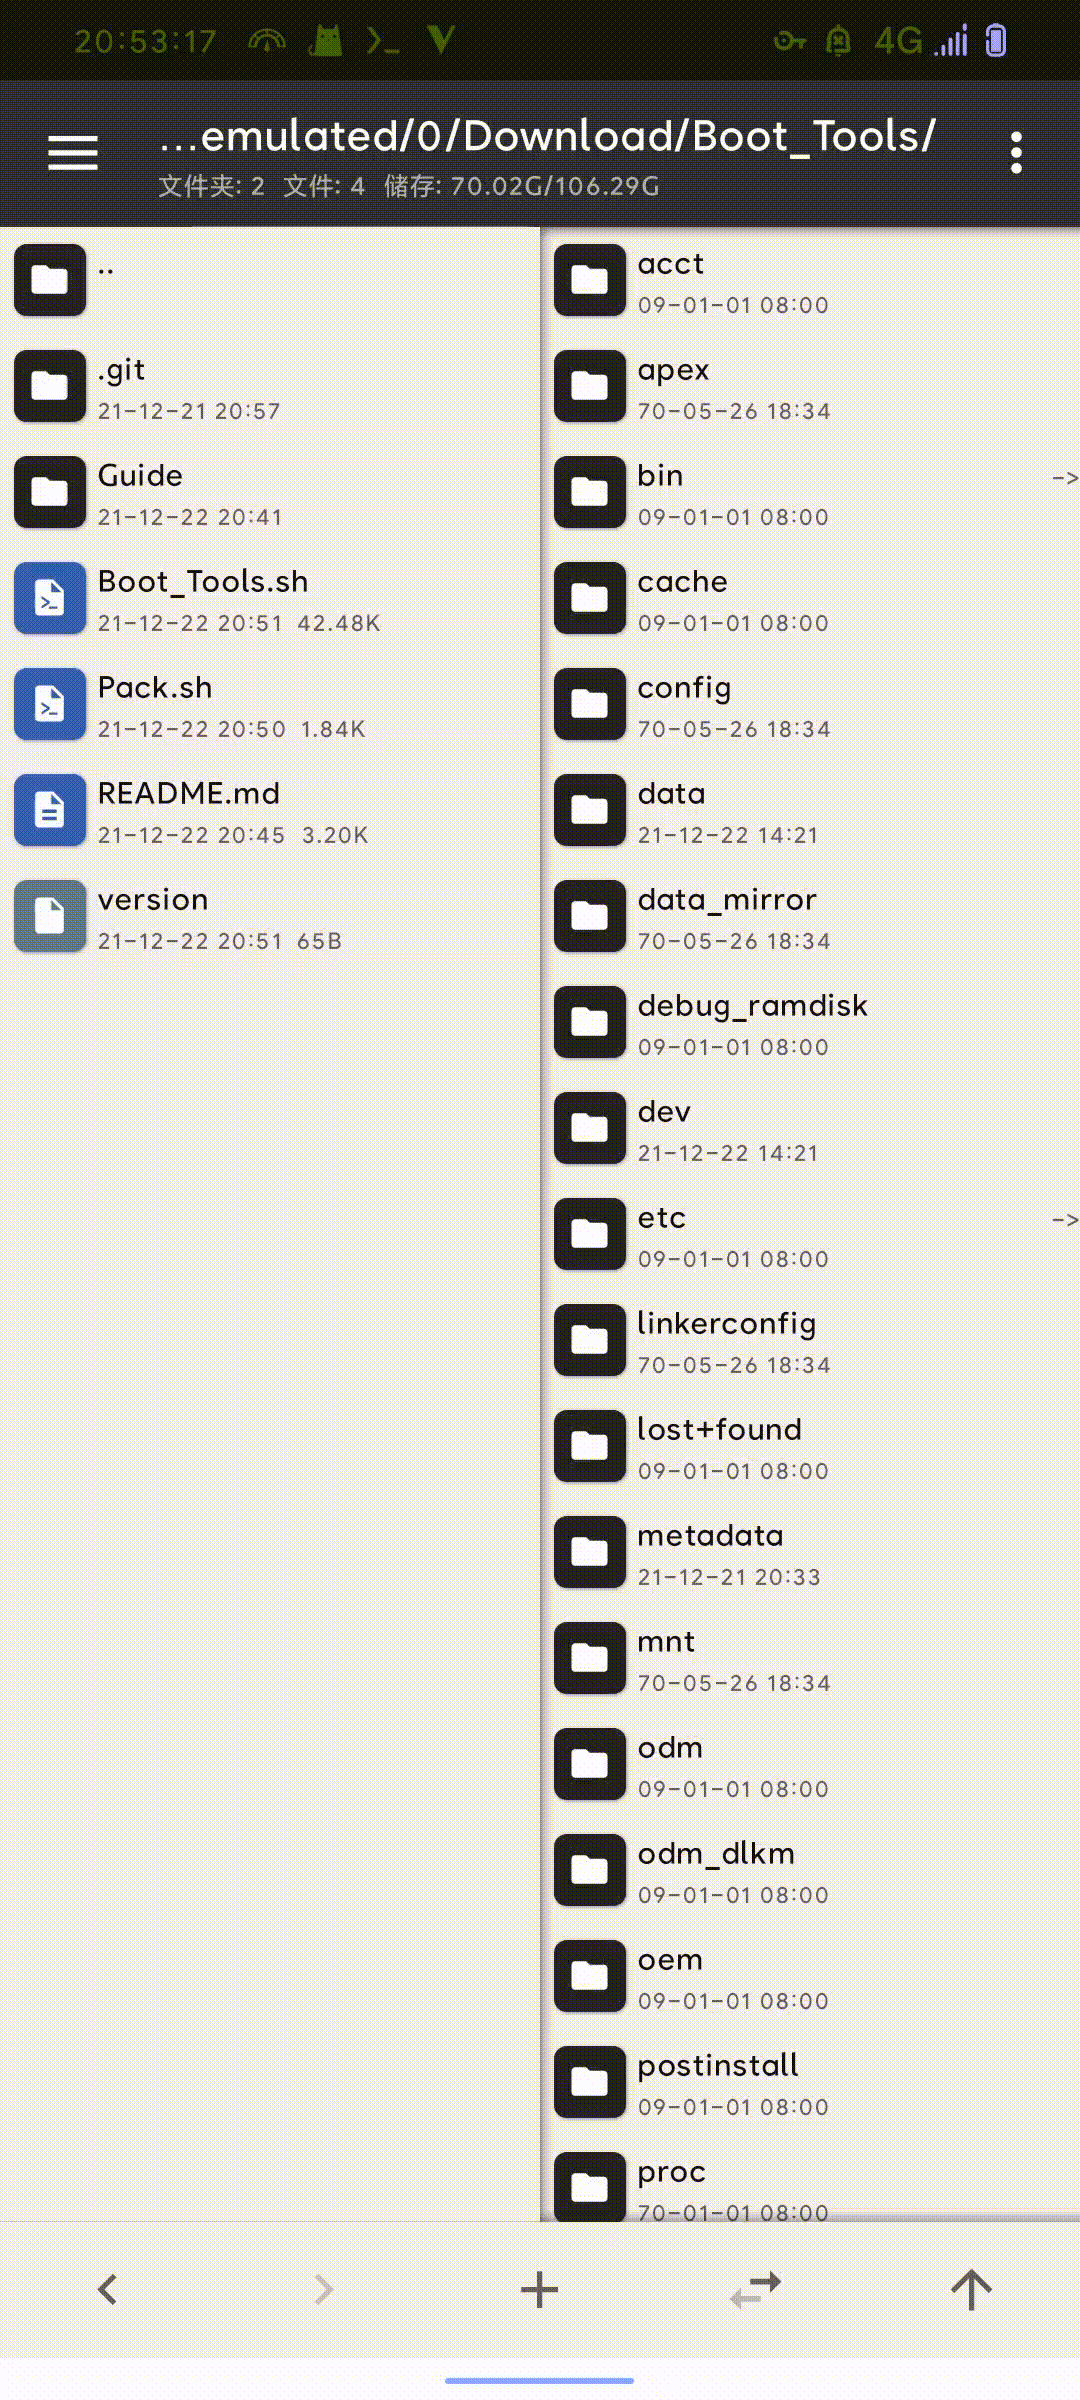 20:53:17
4G
...emulated/0/Download/Boot_Tools/
文件夹: 2 文件: 4 储存: 70.02G/106.29G
..
.git
21-12-21 20:57
Guide
21-12-22 20:41
Boot_Tools.sh
21-12-22 20:51 42.48K
Pack.sh
21-12-22 20:50 1.84K
README.md
21-12-22 20:45 3.20K
version
21-12-22 20:51 65B
acct
09-01-01 08:00
apex
70-05-26 18:34
bin
->
09-01-01 08:00
cache
09-01-01 08:00
config
70-05-26 18:34
data
21-12-22 14:21
data_mirror
70-05-26 18:34
debug_ramdisk
09-01-01 08:00
dev
21-12-22 14:21
etc
->
09-01-01 08:00
linkerconfig
70-05-26 18:34
lost+found
09-01-01 08:00
metadata
21-12-21 20:33
mnt
70-05-26 18:34
odm
09-01-01 08:00
odm_dlkm
09-01-01 08:00
oem
09-01-01 08:00
postinstall
09-01-01 08:00
proc
70-01-01 08:00